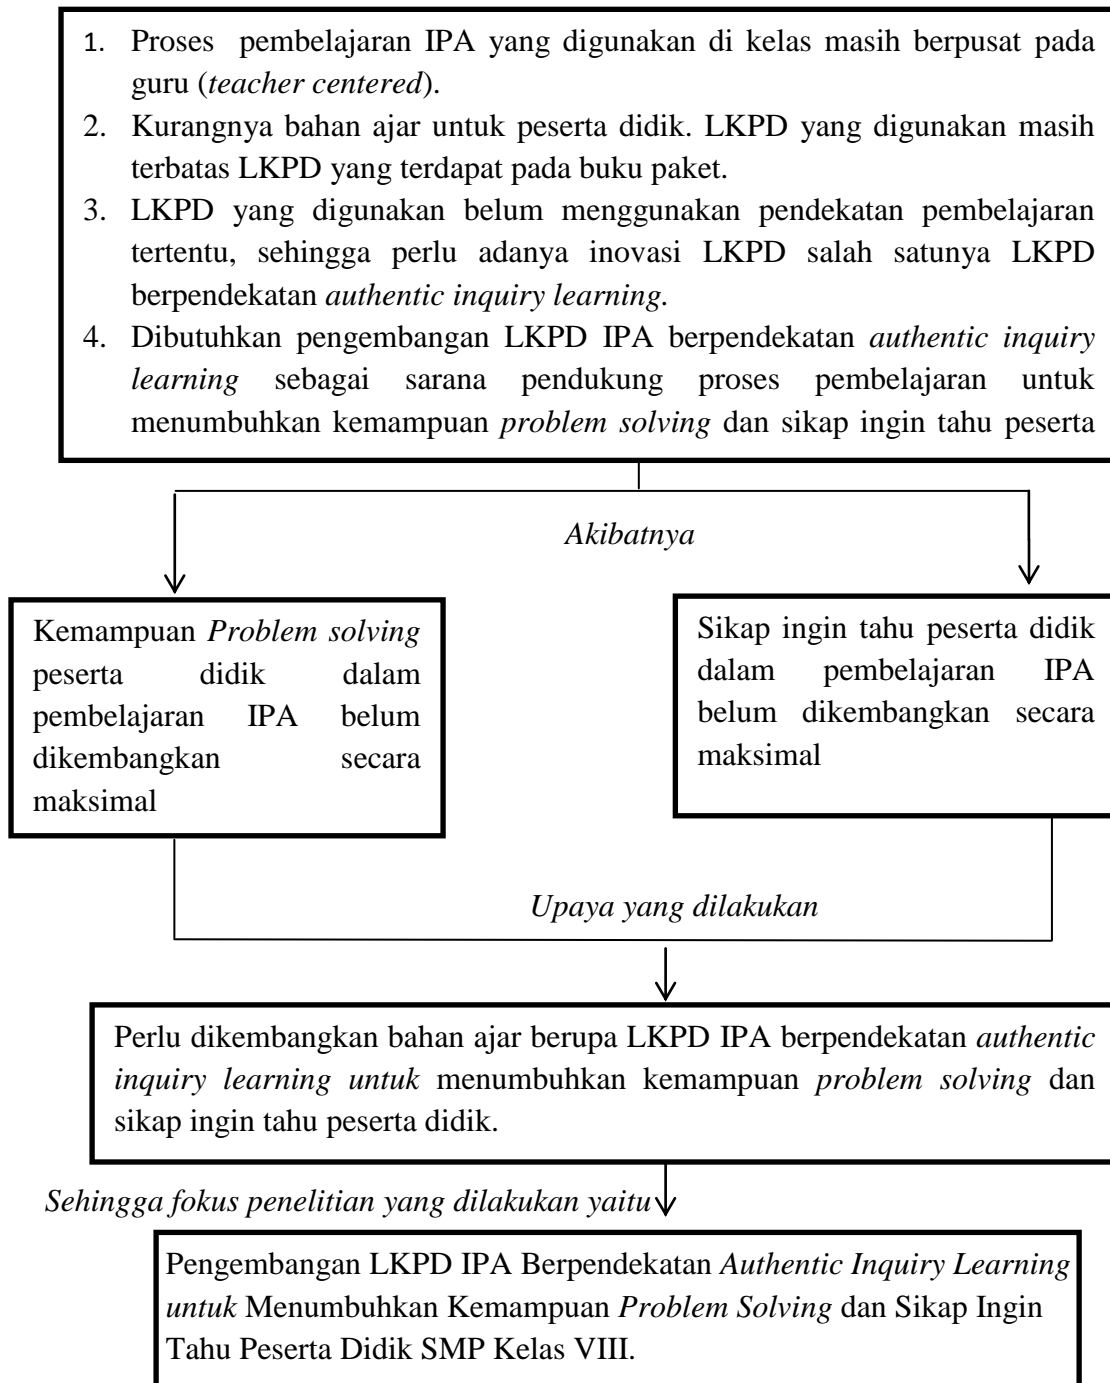 1. Proses pembelajaran IPA yang digunakan di kelas masih berpusat pada
guru (teacher centered).
2. Kurangnya bahan ajar untuk peserta didik. LKPD yang digunakan masih
terbatas LKPD yang terdapat pada buku paket.
3. LKPD yang digunakan belum menggunakan pendekatan pembelajaran
tertentu, sehingga perlu adanya inovasi LKPD salah satunya LKPD
berpendekatan authentic inquiry learning.
4. Dibutuhkan pengembangan LKPD IPA berpendekatan authentic inquiry
learning sebagai sarana pendukung proses pembelajaran untuk
menumbuhkan kemampuan problem solving dan sikap ingin tahu peserta
Akibatnya
Kemampuan Problem solving
peserta didik dalam
pembelajaran IPA belum
dikembangkan secara
maksimal
Sikap ingin tahu peserta didik
dalam pembelajaran IPA
belum dikembangkan secara
maksimal
Upaya yang dilakukan
Perlu dikembangkan bahan ajar berupa LKPD IPA berpendekatan authentic
inquiry learning untuk menumbuhkan kemampuan problem solving dan
sikap ingin tahu peserta didik.
Sehingga fokus penelitian yang dilakukan yaitu
Pengembangan LKPD IPA Berpendekatan Authentic Inquiry Learning
untuk Menumbuhkan Kemampuan Problem Solving dan Sikap Ingin
Tahu Peserta Didik SMP Kelas VIII.